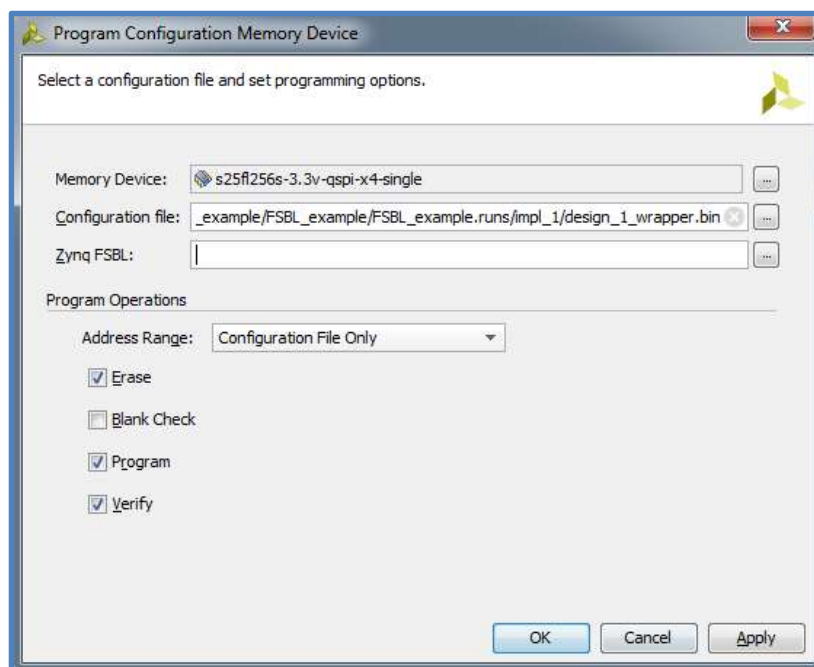 Program Configuration Memory Device
Select a configuration file and set programming options.
Memory Device: s25fl256s-3.3v-qspi-x4-single ...
Configuration file: _example/FSBL_example/FSBL_example.runs/impl_1/design_1_wrapper.bin ...
Zynq FSBL: ...
Program Operations
Address Range: Configuration File Only
Erase
Blank Check
Program
Verify
OK Cancel Apply